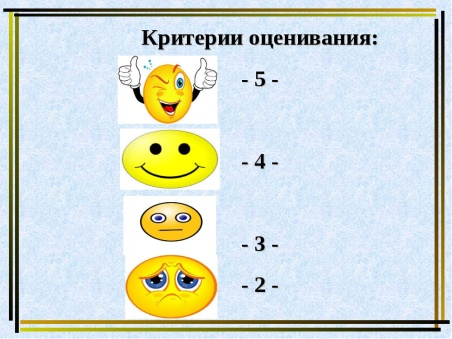 Критерии оценивания:
- 5 -
- 4 -
- 3 -
- 2 -